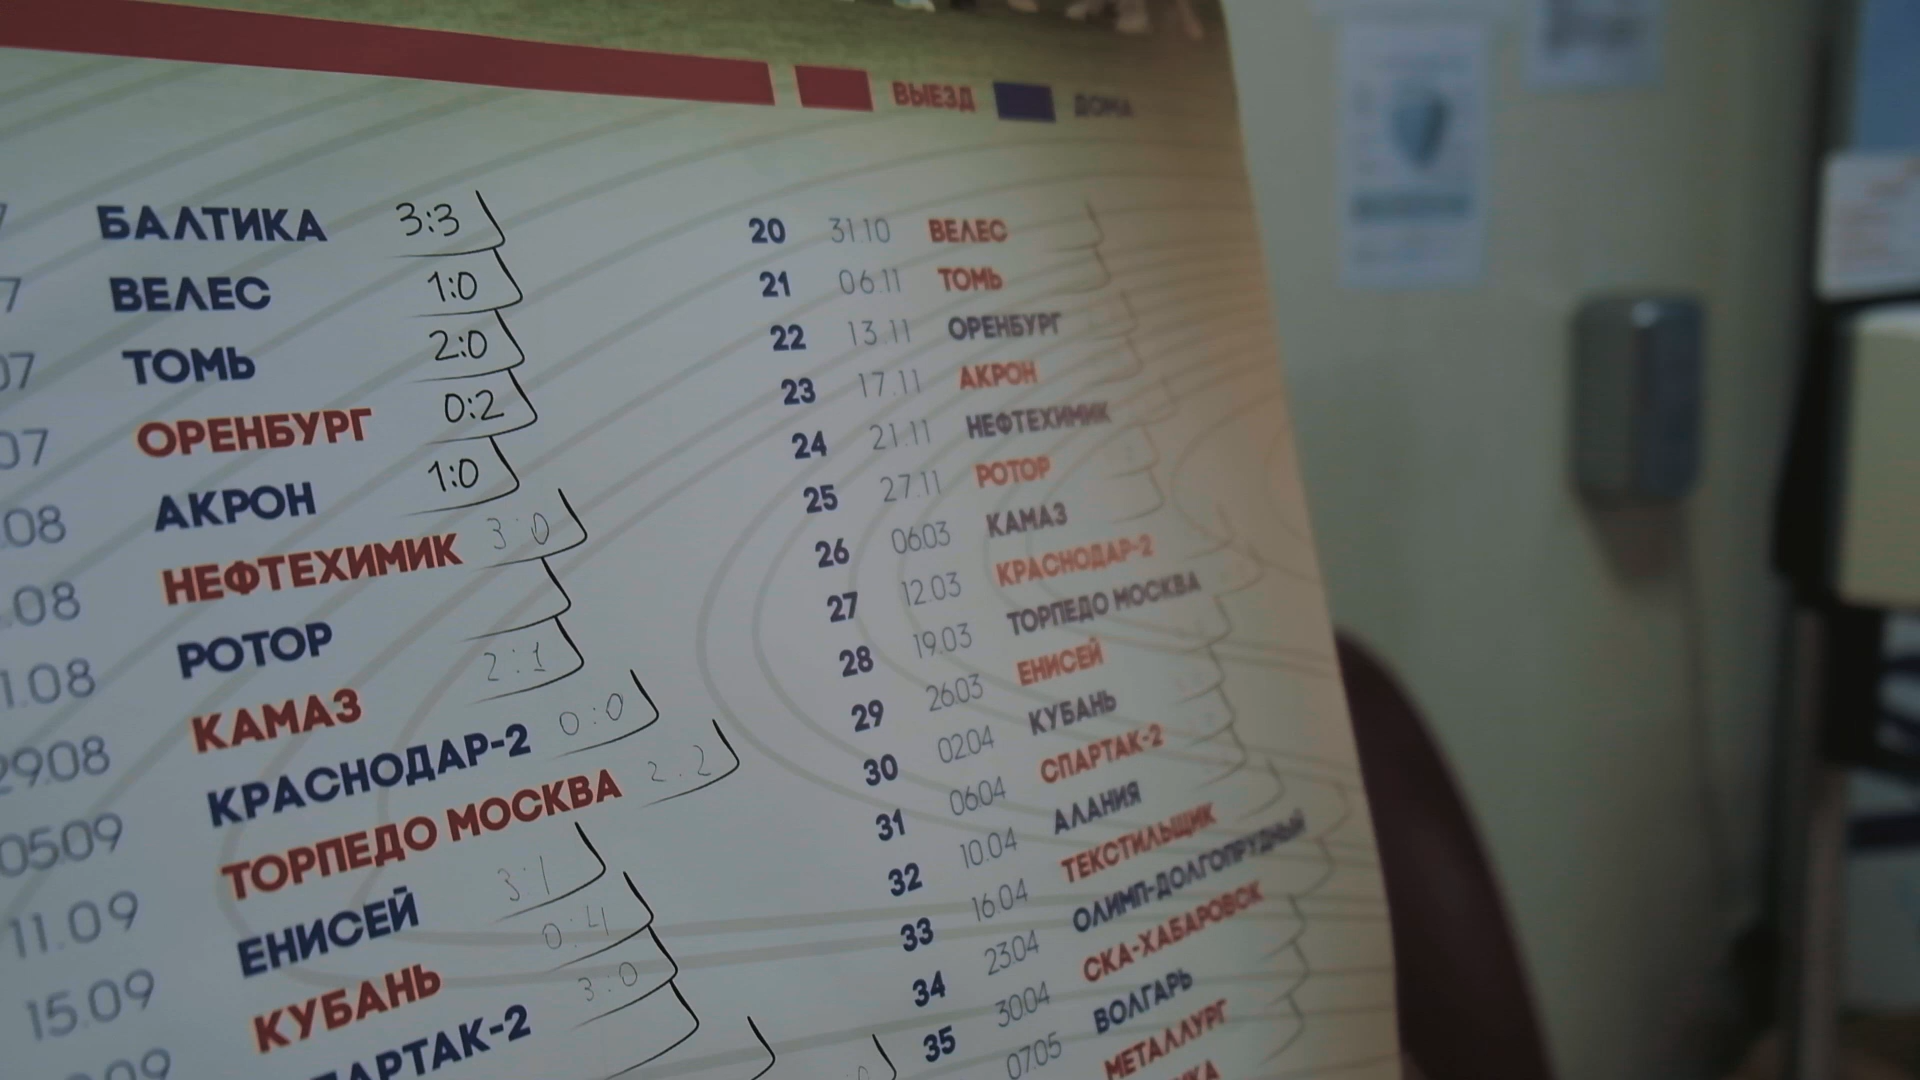 ВЫЕЗД ДОМА
БАЛТИКА 3:3
ВЕЛЕС 1:0
ТОМЬ 2:0
07 ОРЕНБУРГ 0:2
08 АКРОН 1:0
.08 НЕФТЕХИМИК 3:0
1.08 РОТОР
29.08 КАМАЗ 2:1
05.09 КРАСНОДАР-2 0:0
11.09 ТОРПЕДО МОСКВА 2:2
15.09 ЕНИСЕЙ 3:1
09 КУБАНЬ 0:4
ПАРТАК-2 3:0
20 31.10 ВЕЛЕС
21 06.11 ТОМЬ
22 13.11 ОРЕНБУРГ
23 17.11 АКРОН
24 21.11 НЕФТЕХИМИК
25 27.11 РОТОР
26 06.03 КАМАЗ
27 12.03 КРАСНОДАР-2
28 19.03 ТОРПЕДО МОСКВА
29 26.03 ЕНИСЕЙ
30 02.04 КУБАНЬ
31 06.04 СПАРТАК-2
32 10.04 АЛАНИЯ
33 16.04 ТЕКСТИЛЬЩИК
34 23.04 ОЛИМП-ДОЛГОПРУДНЫЙ
35 30.04 СКА-ХАБАРОВСК
07.05 ВОЛГАРЬ
МЕТАЛЛУРГ